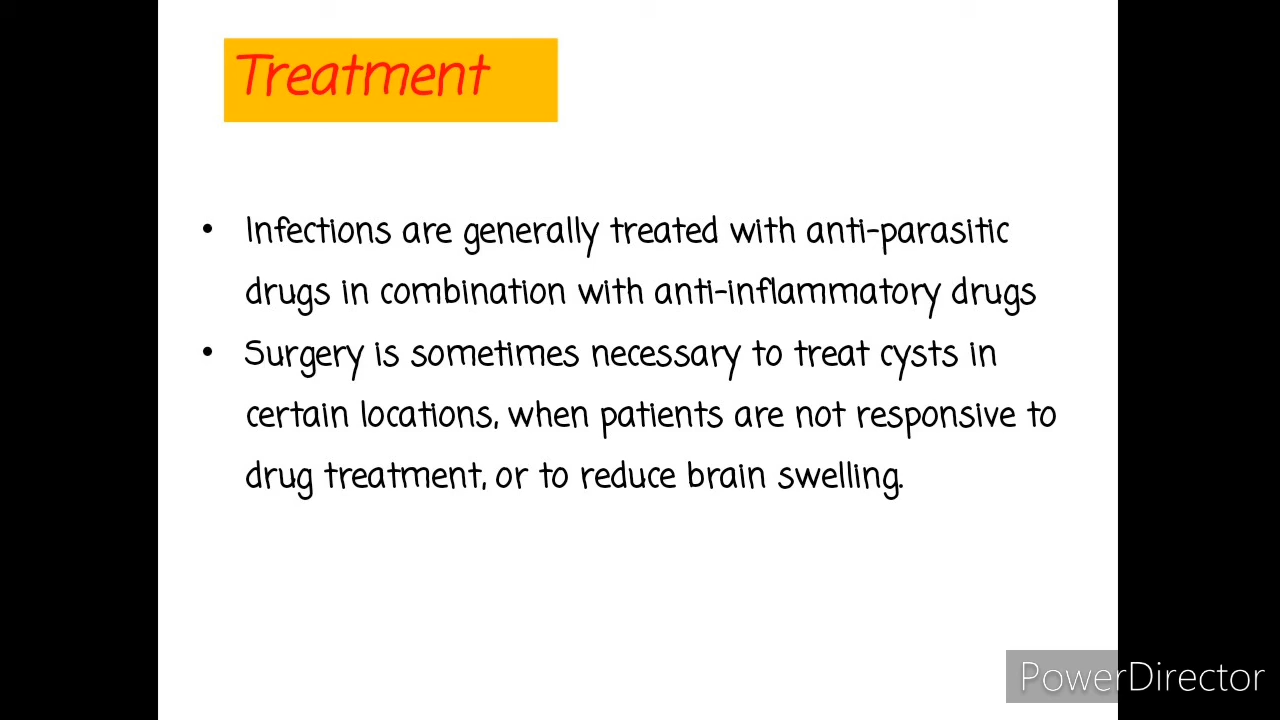 Treatment
• Infections are generally treated with anti-parasitic
drugs in combination with anti-inflammatory drugs
• Surgery is sometimes necessary to treat cysts in
certain locations, when patients are not responsive to
drug treatment, or to reduce brain swelling.
PowerDirector